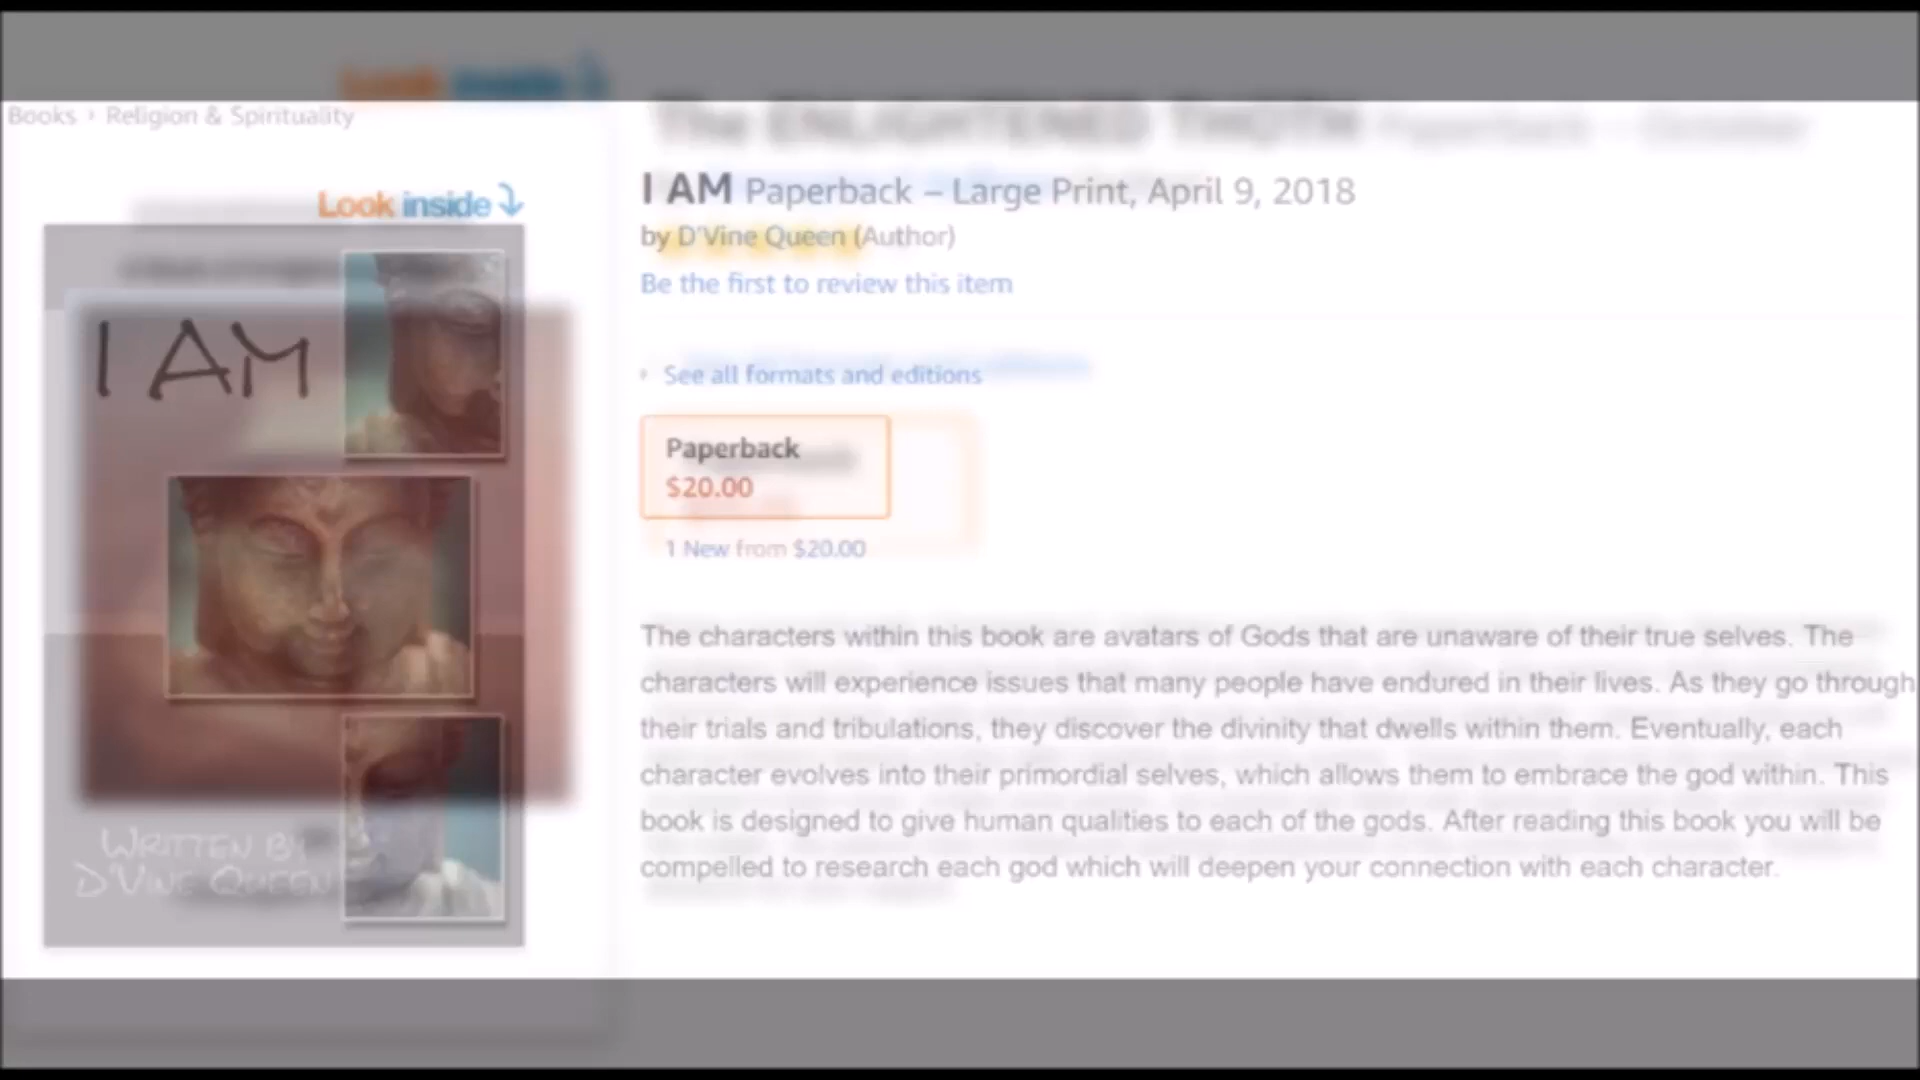 Look inside
The ENLIGHTENED THOTH Paperback – October
Books › Religion & Spirituality
I AM Paperback – Large Print, April 9, 2018
Look inside
by D'Vine Queen (Author)
Be the first to review this item
I AM
› See all formats and editions
Paperback
$20.00
1 New from $20.00
The characters within this book are avatars of Gods that are unaware of their true selves. The
characters will experience issues that many people have endured in their lives. As they go through
their trials and tribulations, they discover the divinity that dwells within them. Eventually, each
character evolves into their primordial selves, which allows them to embrace the god within. This
book is designed to give human qualities to each of the gods. After reading this book you will be
compelled to research each god which will deepen your connection with each character.
WRITTEN BY
D'VINE QUEEN